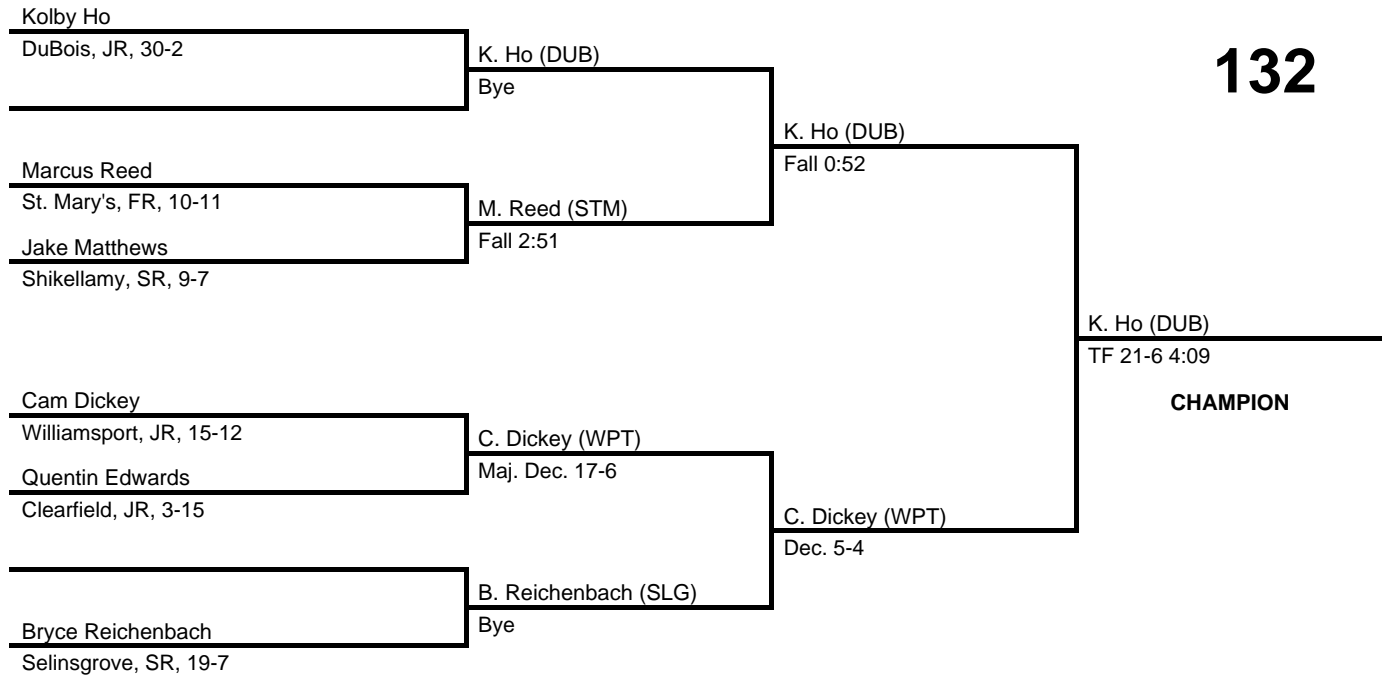 132
Kolby Ho
DuBois, JR, 30-2
K. Ho (DUB)
Bye
K. Ho (DUB)
Fall 0:52
Marcus Reed
St. Mary's, FR, 10-11
M. Reed (STM)
Fall 2:51
Jake Matthews
Shikellamy, SR, 9-7
K. Ho (DUB)
TF 21-6 4:09
CHAMPION
Cam Dickey
Williamsport, JR, 15-12
C. Dickey (WPT)
Maj. Dec. 17-6
Quentin Edwards
Clearfield, JR, 3-15
C. Dickey (WPT)
Dec. 5-4
B. Reichenbach (SLG)
Bye
Bryce Reichenbach
Selinsgrove, SR, 19-7